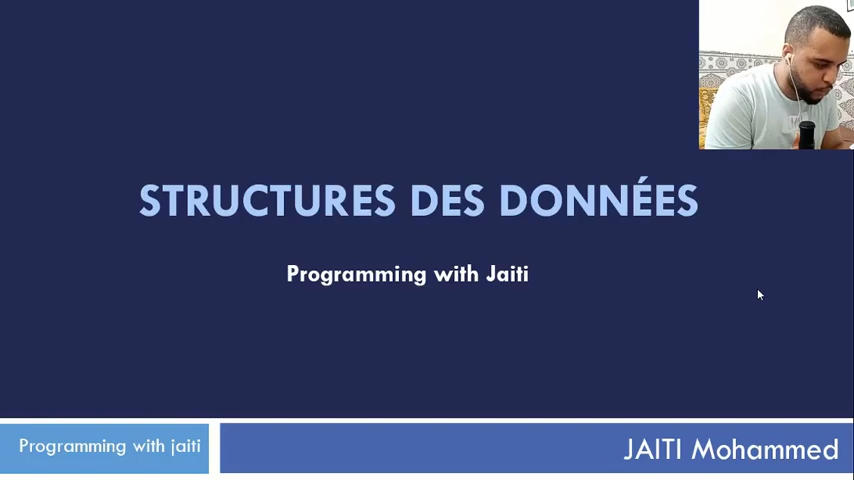 STRUCTURES DES DONNÉES
Programming with Jaiti
Programming with jaiti
JAITI Mohammed